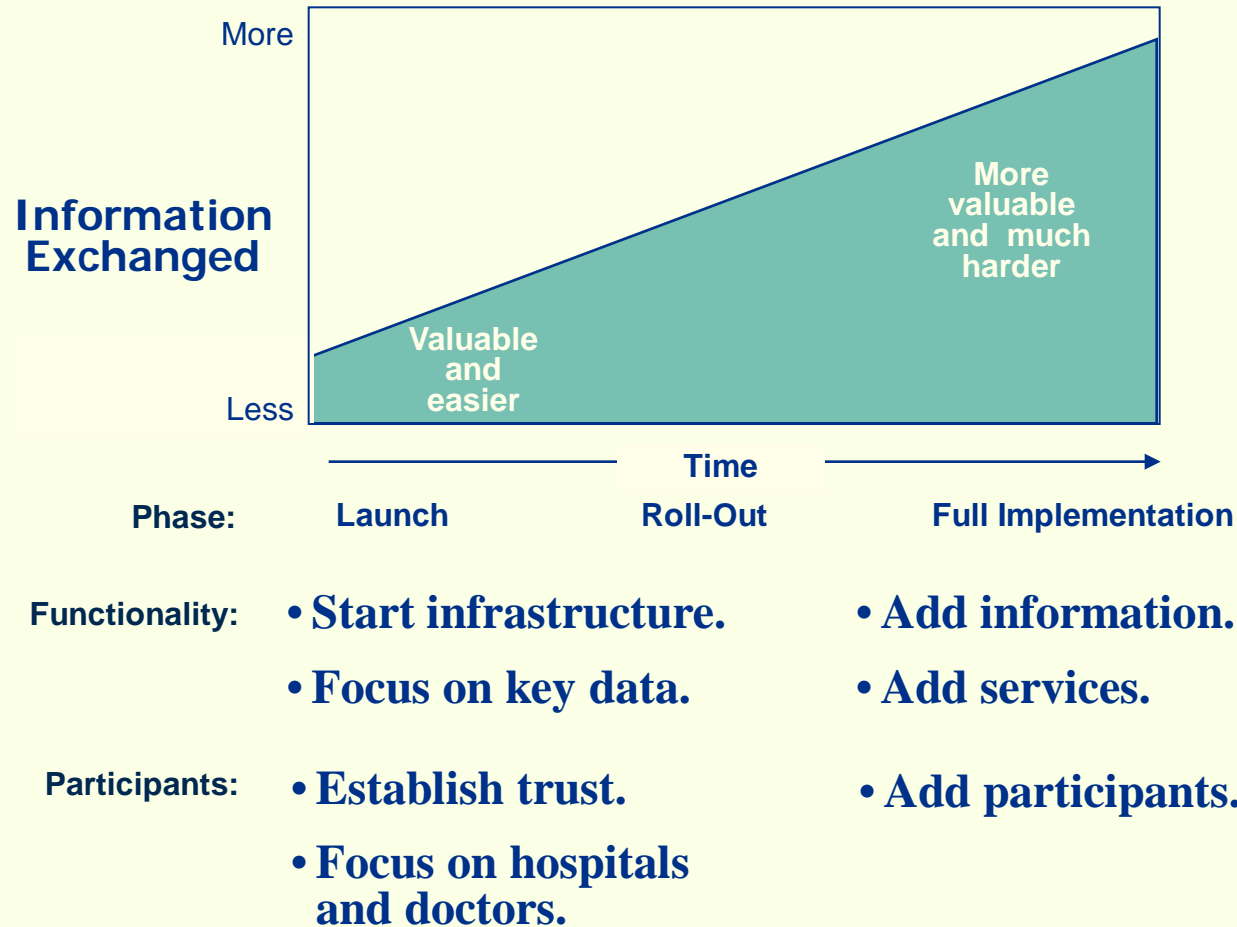 More
Information
Exchanged
More
valuable
and much
harder
Valuable
and
easier
Less
Time
Phase: Launch Roll-Out Full Implementation
Functionality: • Start infrastructure. • Add information.
• Focus on key data. • Add services.
Participants: • Establish trust. • Add participants.
• Focus on hospitals
and doctors.